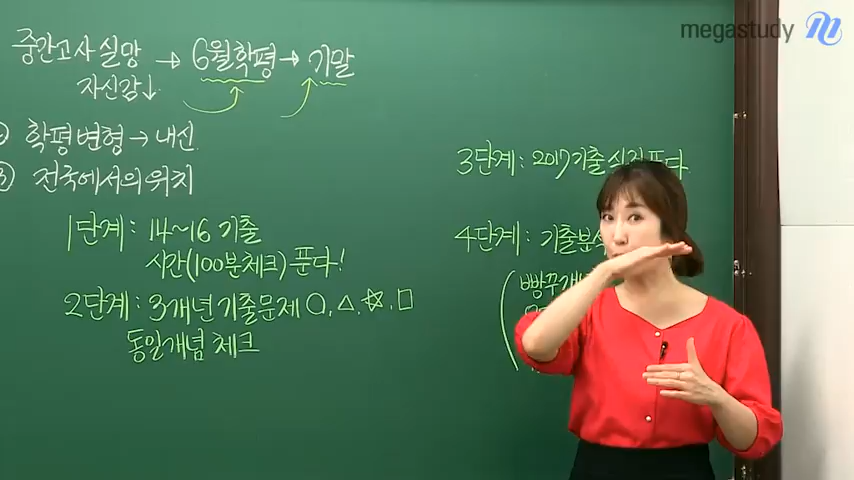 megastudy
중간고사 실망 → 6월학평 → 기말
자신감↓
② 학평변형 → 내신
③ 전국에서의 위치
1단계: 14~16 기출
시간(100분체크) 푼다!
2단계: 3개년 기출문제 ○, △, ☆, □
동일개념 체크
3단계: 2017 기출 실전 푼다.
4단계: 기출분석
(빵꾸개념